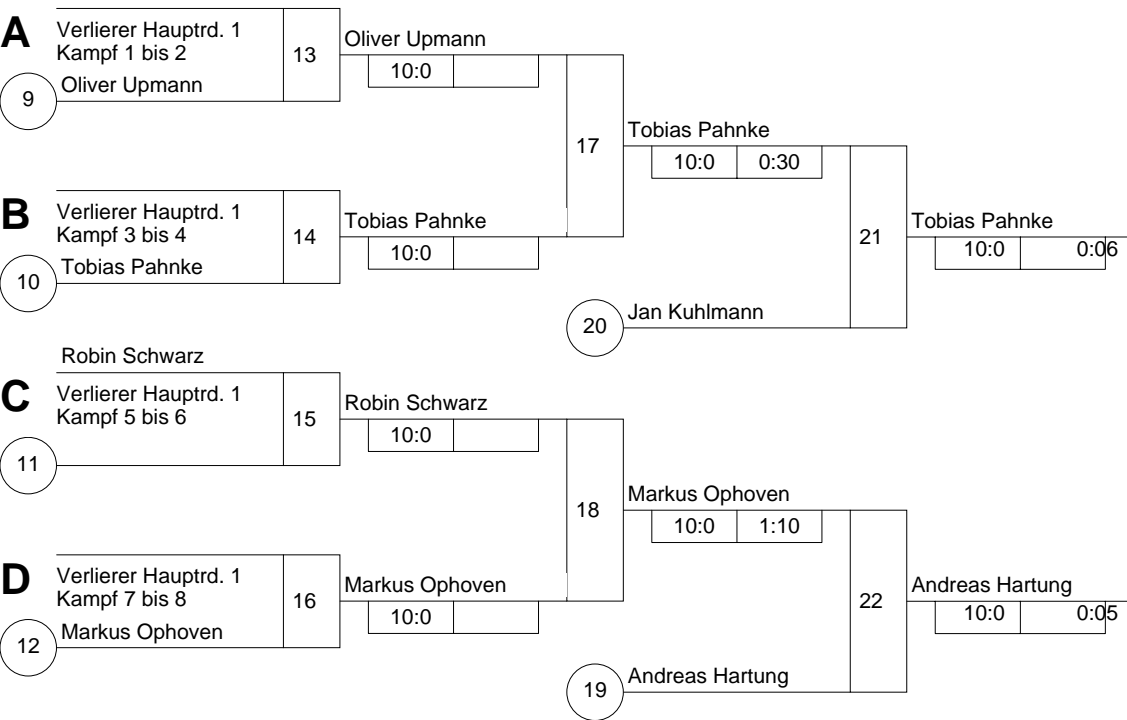 A
Verlierer Hauptrd. 1
Kampf 1 bis 2
13
Oliver Upmann
10:0
9
Oliver Upmann
17
Tobias Pahnke
10:0 0:30
B
Verlierer Hauptrd. 1
Kampf 3 bis 4
14
Tobias Pahnke
10:0
10
Tobias Pahnke
21
Tobias Pahnke
10:0 0:06
20
Jan Kuhlmann
Robin Schwarz
C
Verlierer Hauptrd. 1
Kampf 5 bis 6
15
Robin Schwarz
10:0
11
18
Markus Ophoven
10:0 1:10
D
Verlierer Hauptrd. 1
Kampf 7 bis 8
16
Markus Ophoven
10:0
12
Markus Ophoven
22
Andreas Hartung
10:0 0:05
19
Andreas Hartung